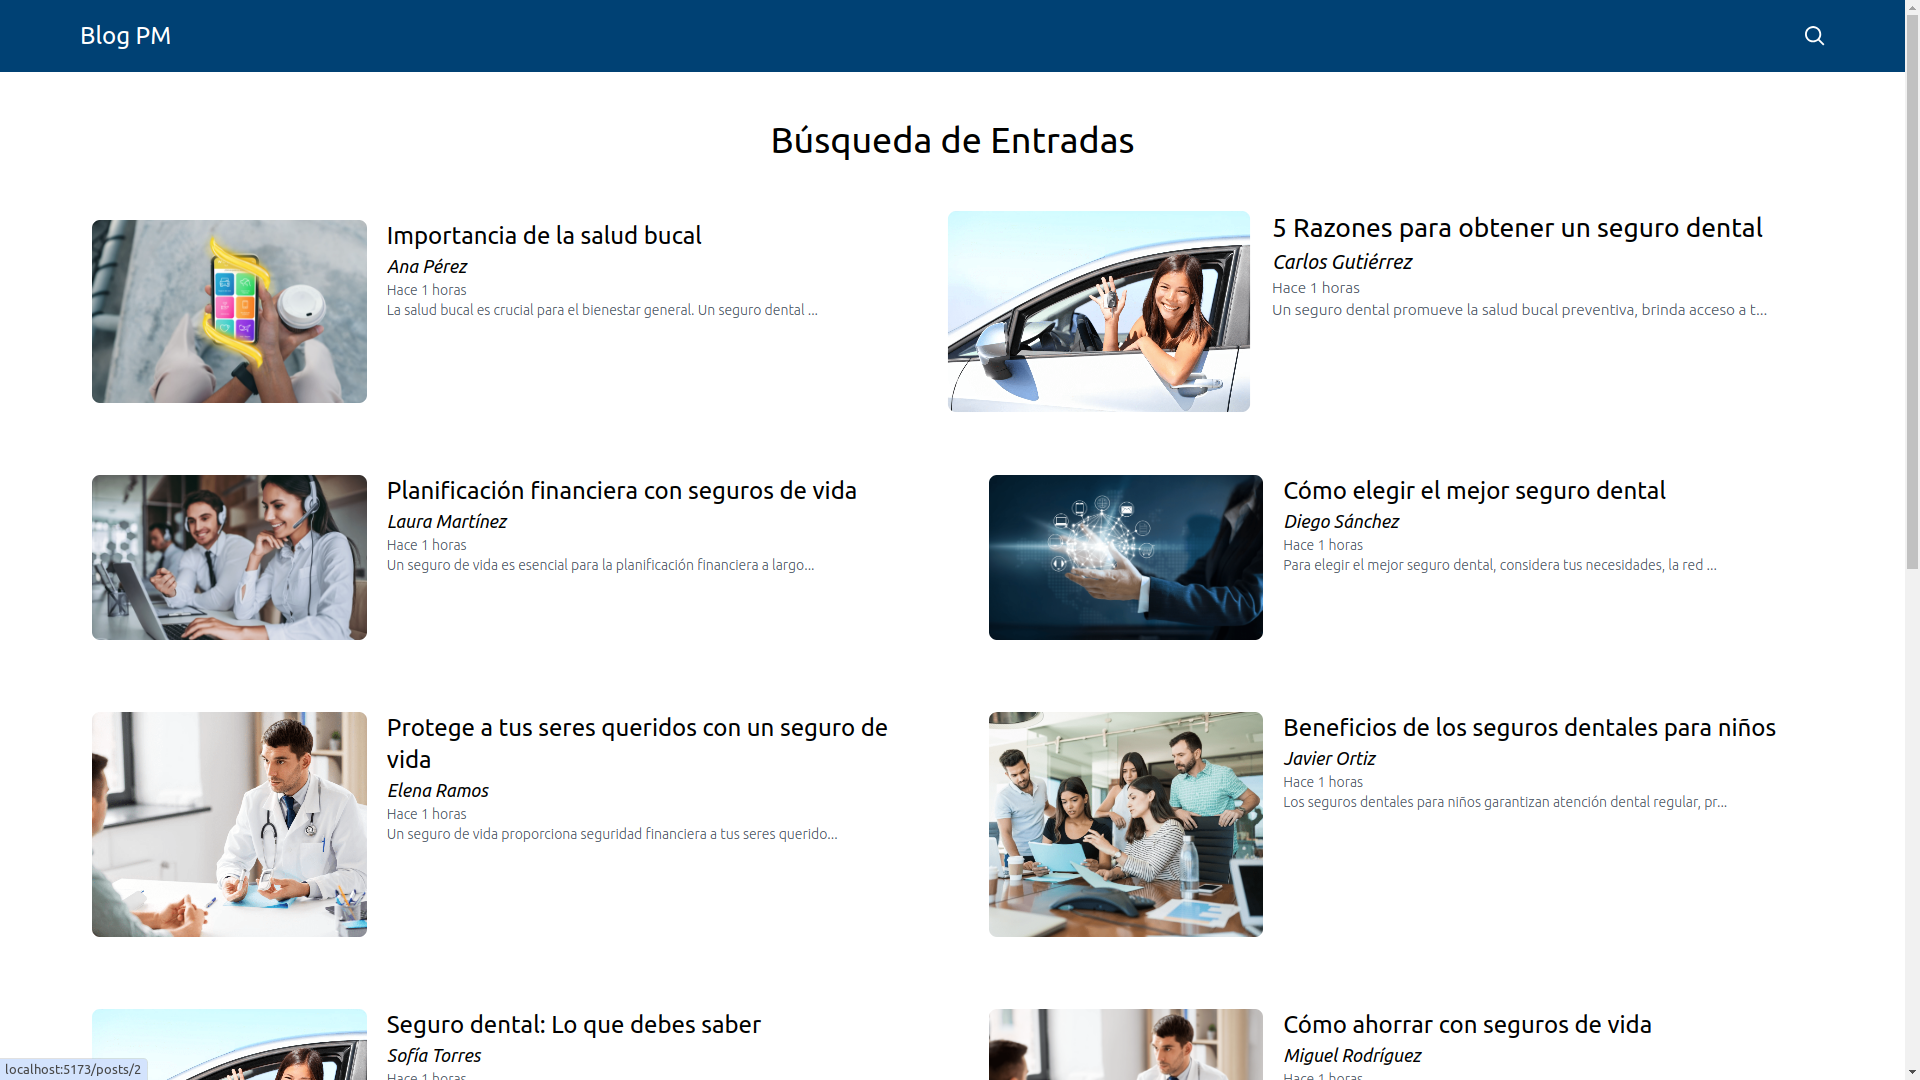 Blog PM
Búsqueda de Entradas
Importancia de la salud bucal
Ana Pérez
Hace 1 horas
La salud bucal es crucial para el bienestar general. Un seguro dental ...
5 Razones para obtener un seguro dental
Carlos Gutiérrez
Hace 1 horas
Un seguro dental promueve la salud bucal preventiva, brinda acceso a t...
Planificación financiera con seguros de vida
Laura Martínez
Hace 1 horas
Un seguro de vida es esencial para la planificación financiera a largo...
Cómo elegir el mejor seguro dental
Diego Sánchez
Hace 1 horas
Para elegir el mejor seguro dental, considera tus necesidades, la red ...
Protege a tus seres queridos con un seguro de
vida
Elena Ramos
Hace 1 horas
Un seguro de vida proporciona seguridad financiera a tus seres querido...
Beneficios de los seguros dentales para niños
Javier Ortiz
Hace 1 horas
Los seguros dentales para niños garantizan atención dental regular, pr...
Seguro dental: Lo que debes saber
Sofía Torres
Hace 1 horas
Cómo ahorrar con seguros de vida
Miguel Rodríguez
Hace 1 horas
localhost:5173/posts/2